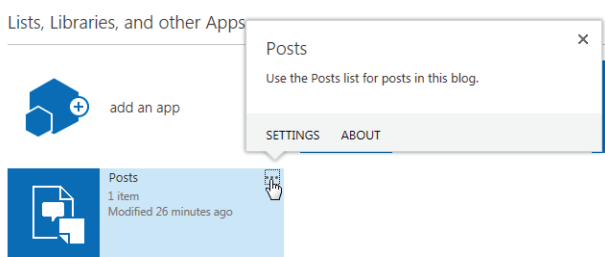 Lists, Libraries, and other Apps
Posts
Use the Posts list for posts in this blog.
SETTINGS ABOUT
add an app
Posts
1 item
Modified 26 minutes ago